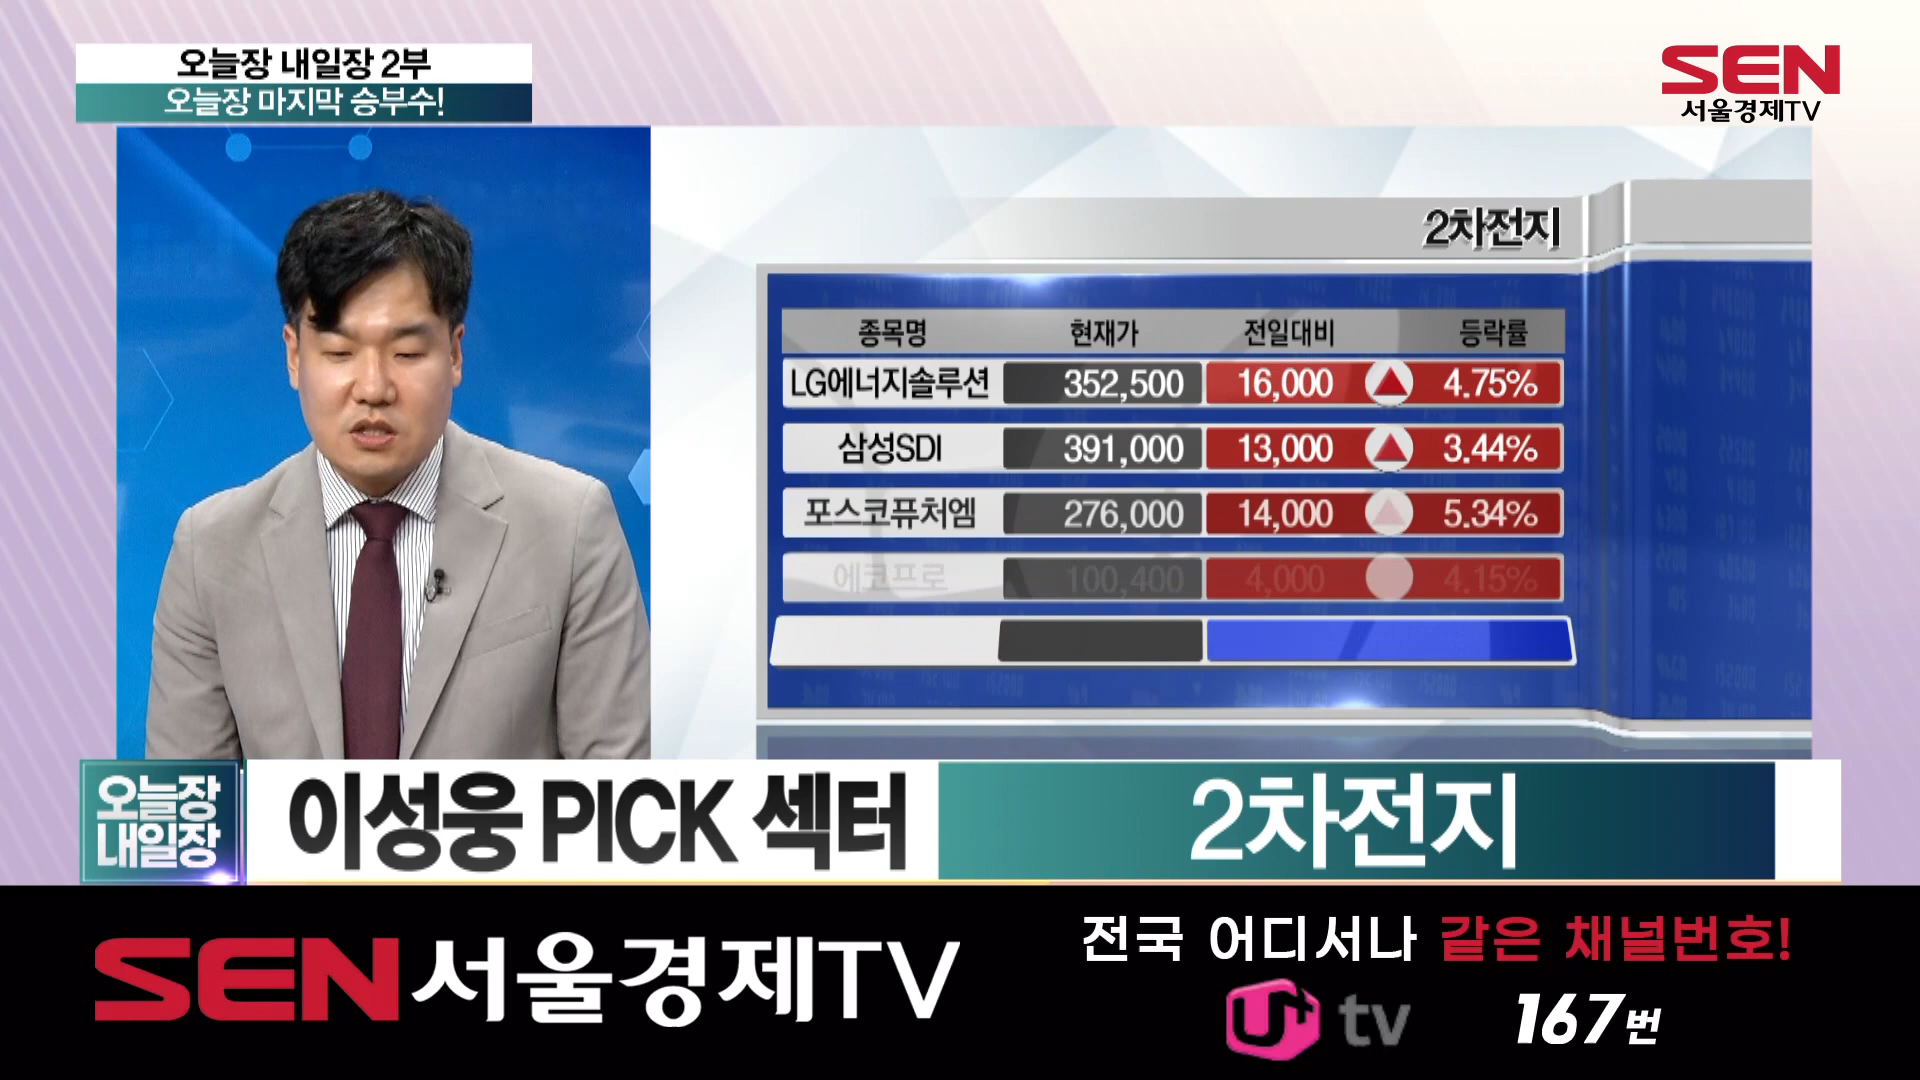 오늘장 내일장 2부
오늘장 마지막 승부수!
SEN
서울경제TV
2차전지
종목명 현재가 전일대비 등락률
LG에너지솔루션 352,500 16,000 ▲ 4.75%
삼성SDI 391,000 13,000 ▲ 3.44%
포스코퓨처엠 276,000 14,000 ▲ 5.34%
에코프로 100,400 4,000 4.15%
오늘장
내일장
이성웅 PICK 섹터 2차전지
SEN 서울경제TV
전국 어디서나 같은 채널번호!
U+ tv 167번